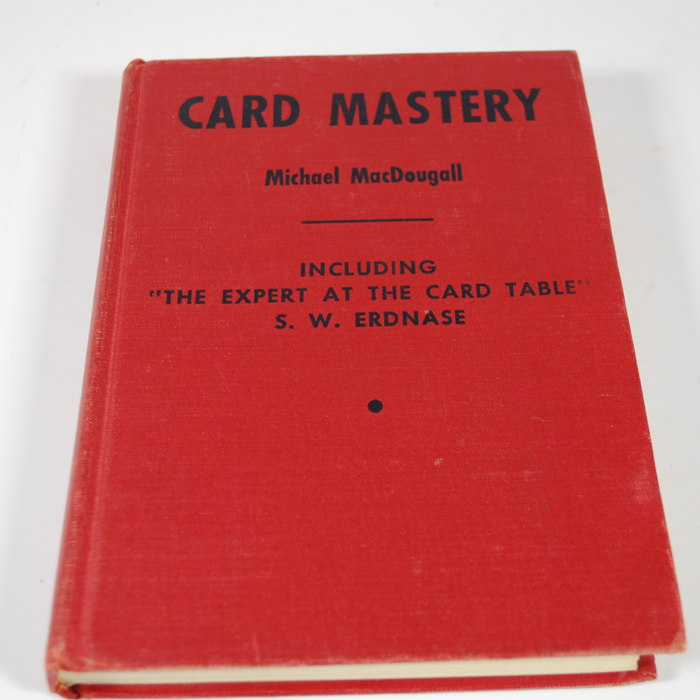 CARD MASTERY
Michael MacDougall
INCLUDING
"THE EXPERT AT THE CARD TABLE"
S. W. ERDNASE